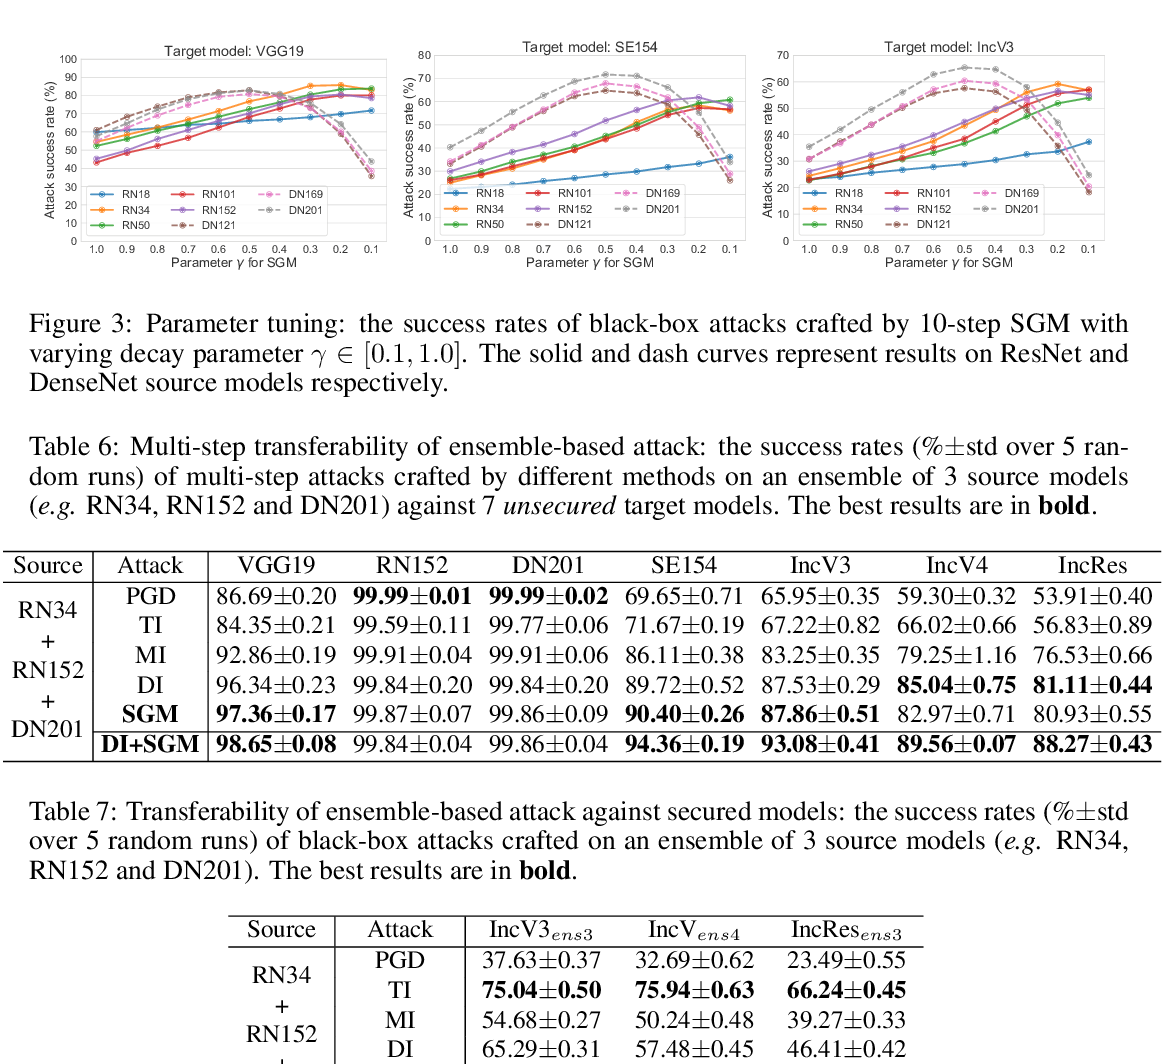 Target model: VGG19
Attack success rate (%)
100
90
80
70
60
50
40
30
20
10
0
RN18 RN101 DN169
RN34 RN152 DN201
RN50 DN121
1.0 0.9 0.8 0.7 0.6 0.5 0.4 0.3 0.2 0.1
Parameter γ for SGM
Target model: SE154
Attack success rate (%)
80
70
60
50
40
30
20
10
0
RN18 RN101 DN169
RN34 RN152 DN201
RN50 DN121
1.0 0.9 0.8 0.7 0.6 0.5 0.4 0.3 0.2 0.1
Parameter γ for SGM
Target model: IncV3
Attack success rate (%)
70
60
50
40
30
20
10
0
RN18 RN101 DN169
RN34 RN152 DN201
RN50 DN121
1.0 0.9 0.8 0.7 0.6 0.5 0.4 0.3 0.2 0.1
Parameter γ for SGM
Figure 3: Parameter tuning: the success rates of black-box attacks crafted by 10-step SGM with
varying decay parameter γ ∈ [0.1, 1.0]. The solid and dash curves represent results on ResNet and
DenseNet source models respectively.
Table 6: Multi-step transferability of ensemble-based attack: the success rates (%±std over 5 ran-
dom runs) of multi-step attacks crafted by different methods on an ensemble of 3 source models
(e.g. RN34, RN152 and DN201) against 7 unsecured target models. The best results are in bold.
Source Attack VGG19 RN152 DN201 SE154 IncV3 IncV4 IncRes
RN34
+
RN152
+
DN201
PGD 86.69±0.20 99.99±0.01 99.99±0.02 69.65±0.71 65.95±0.35 59.30±0.32 53.91±0.40
TI 84.35±0.21 99.59±0.11 99.77±0.06 71.67±0.19 67.22±0.82 66.02±0.66 56.83±0.89
MI 92.86±0.19 99.91±0.04 99.91±0.06 86.11±0.38 83.25±0.35 79.25±1.16 76.53±0.66
DI 96.34±0.23 99.84±0.20 99.84±0.20 89.72±0.52 87.53±0.29 85.04±0.75 81.11±0.44
SGM 97.36±0.17 99.87±0.07 99.86±0.09 90.40±0.26 87.86±0.51 82.97±0.71 80.93±0.55
DI+SGM 98.65±0.08 99.84±0.04 99.86±0.04 94.36±0.19 93.08±0.41 89.56±0.07 88.27±0.43
Table 7: Transferability of ensemble-based attack against secured models: the success rates (%±std
over 5 random runs) of black-box attacks crafted on an ensemble of 3 source models (e.g. RN34,
RN152 and DN201). The best results are in bold.
Source Attack IncV3ens3 IncVens4 IncResens3
RN34
+
RN152
PGD 37.63±0.37 32.69±0.62 23.49±0.55
TI 75.04±0.50 75.94±0.63 66.24±0.45
MI 54.68±0.27 50.24±0.48 39.27±0.33
DI 65.29±0.31 57.48±0.45 46.41±0.42